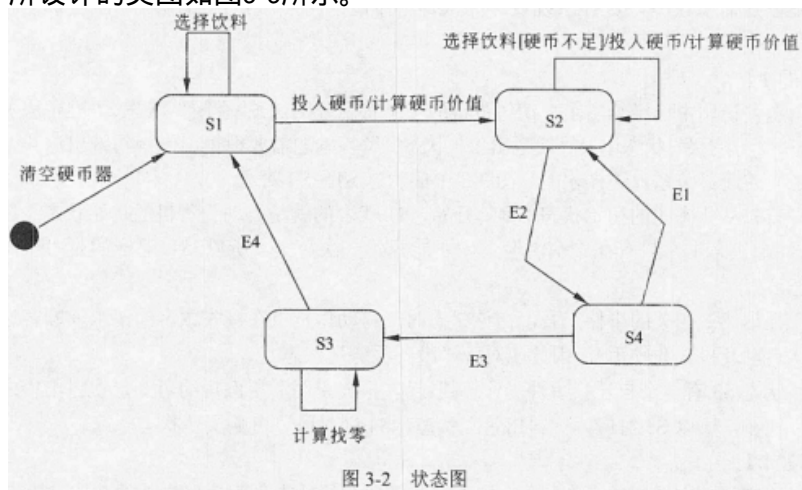 所设计的类图如图3-3所示。
选择饮料
选择饮料[硬币不足]/投入硬币/计算硬币价值
投入硬币/计算硬币价值
S1
S2
清空硬币器
E1
E2
E4
S3
S4
E3
计算找零
图 3-2 状态图